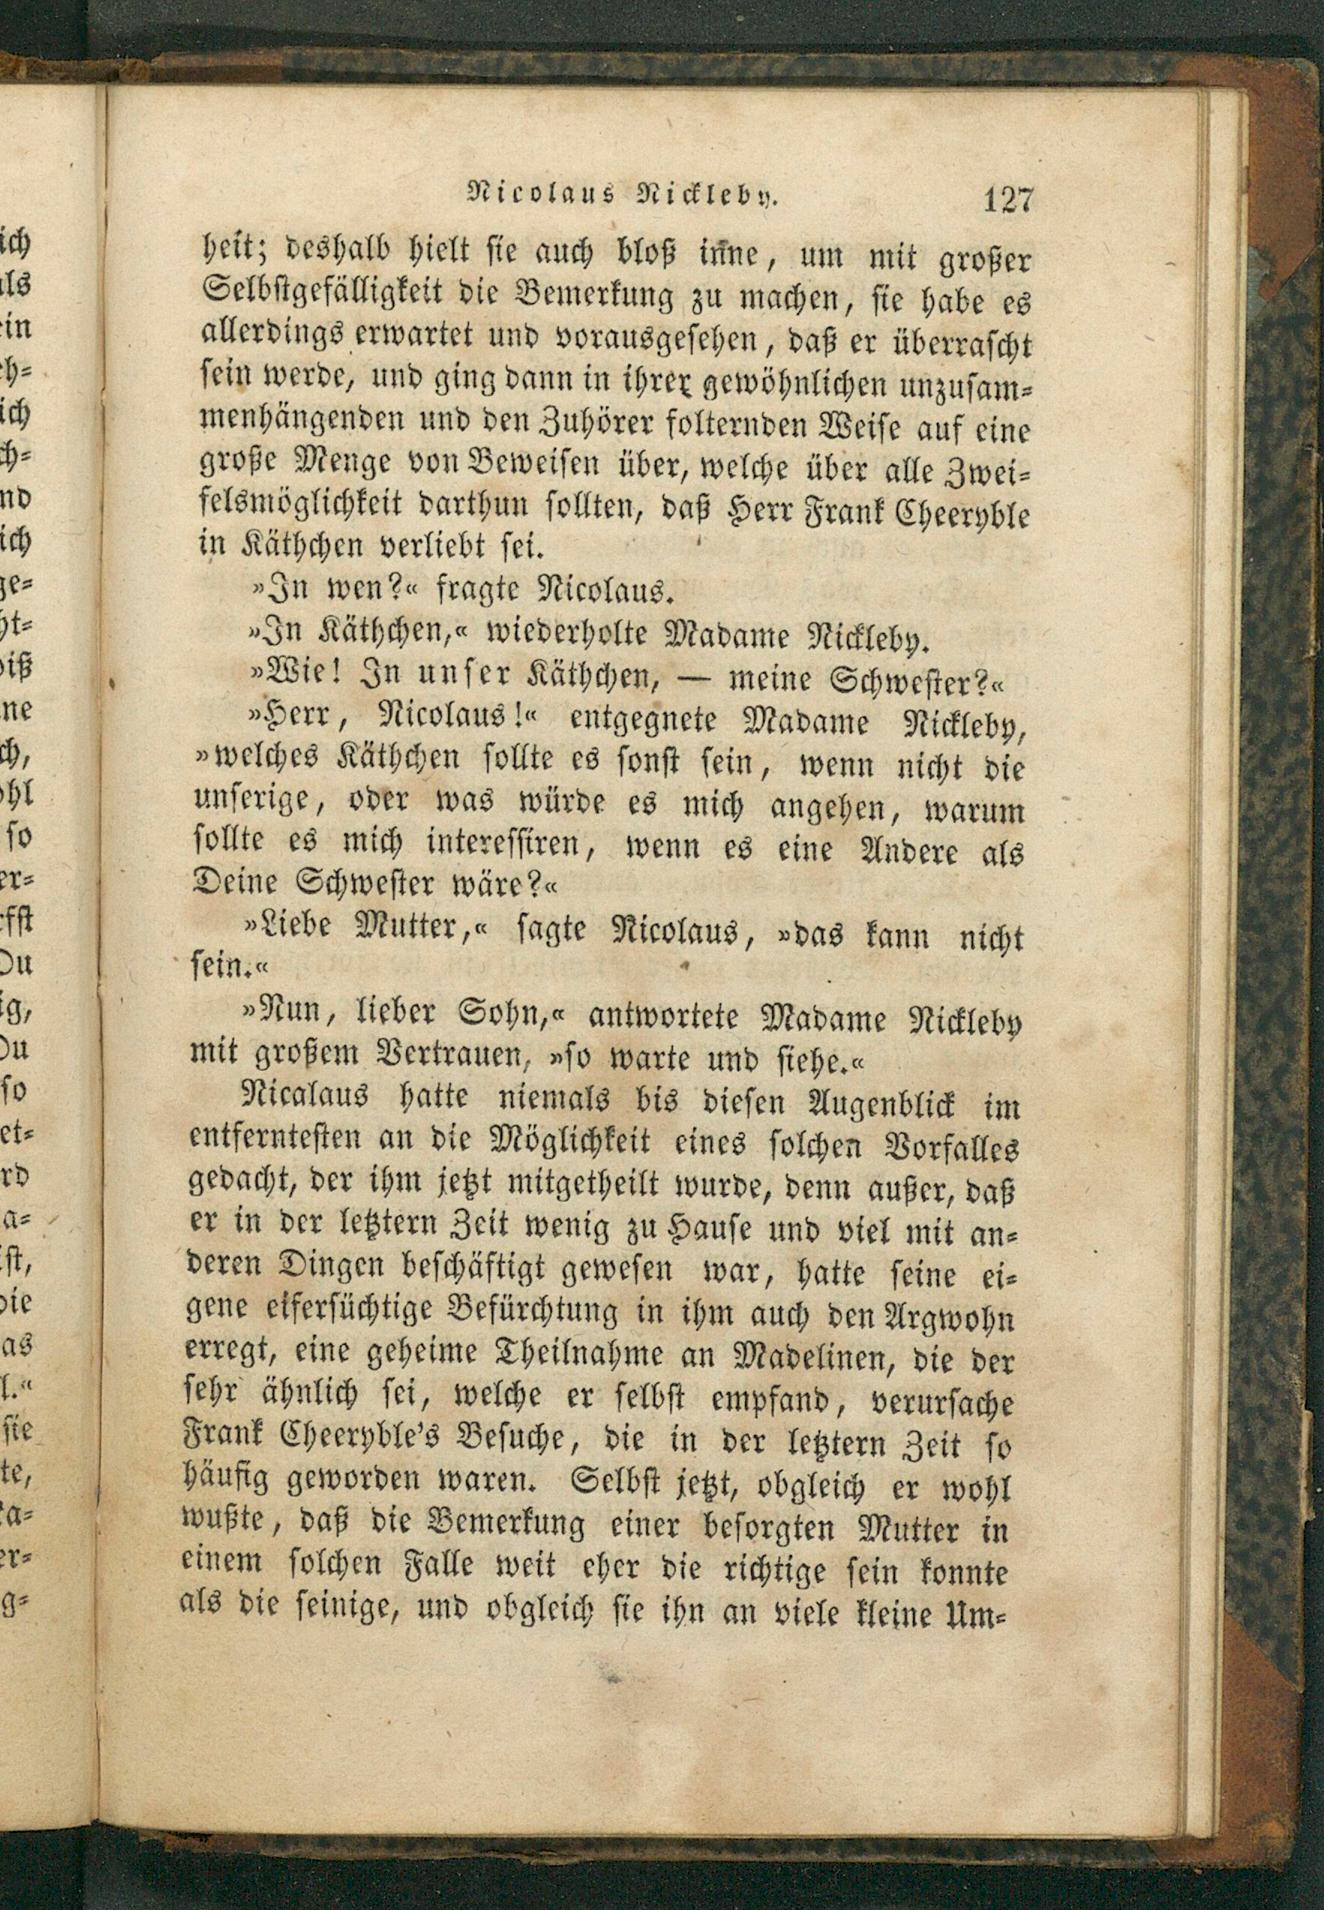 Nicolaus Nickleby. 127
heit; deshalb hielt sie auch bloß inne, um mit großer
Selbstgefälligkeit die Bemerkung zu machen, sie habe es
allerdings erwartet und vorausgesehen, daß er überrascht
sein werde, und ging dann in ihrer gewöhnlichen unzusam-
menhängenden und den Zuhörer folternden Weise auf eine
große Menge von Beweisen über, welche über alle Zwei-
felsmöglichkeit darthun sollten, daß Herr Frank Cheeryble
in Käthchen verliebt sei.
»In wen?« fragte Nicolaus.
»In Käthchen,« wiederholte Madame Nickleby.
»Wie! In unser Käthchen, — meine Schwester?«
»Herr, Nicolaus!« entgegnete Madame Nickleby,
»welches Käthchen sollte es sonst sein, wenn nicht die
unserige, oder was würde es mich angehen, warum
sollte es mich interessiren, wenn es eine Andere als
Deine Schwester wäre?«
»Liebe Mutter,« sagte Nicolaus, »das kann nicht
sein.«
»Nun, lieber Sohn,« antwortete Madame Nickleby
mit großem Vertrauen, »so warte und siehe.«
Nicalaus hatte niemals bis diesen Augenblick im
entferntesten an die Möglichkeit eines solchen Vorfalles
gedacht, der ihm jetzt mitgetheilt wurde, denn außer, daß
er in der letztern Zeit wenig zu Hause und viel mit an-
deren Dingen beschäftigt gewesen war, hatte seine ei-
gene eifersüchtige Befürchtung in ihm auch den Argwohn
erregt, eine geheime Theilnahme an Madelinen, die der
sehr ähnlich sei, welche er selbst empfand, verursache
Frank Cheeryble's Besuche, die in der letztern Zeit so
häufig geworden waren. Selbst jetzt, obgleich er wohl
wußte, daß die Bemerkung einer besorgten Mutter in
einem solchen Falle weit eher die richtige sein konnte
als die seinige, und obgleich sie ihn an viele kleine Um-